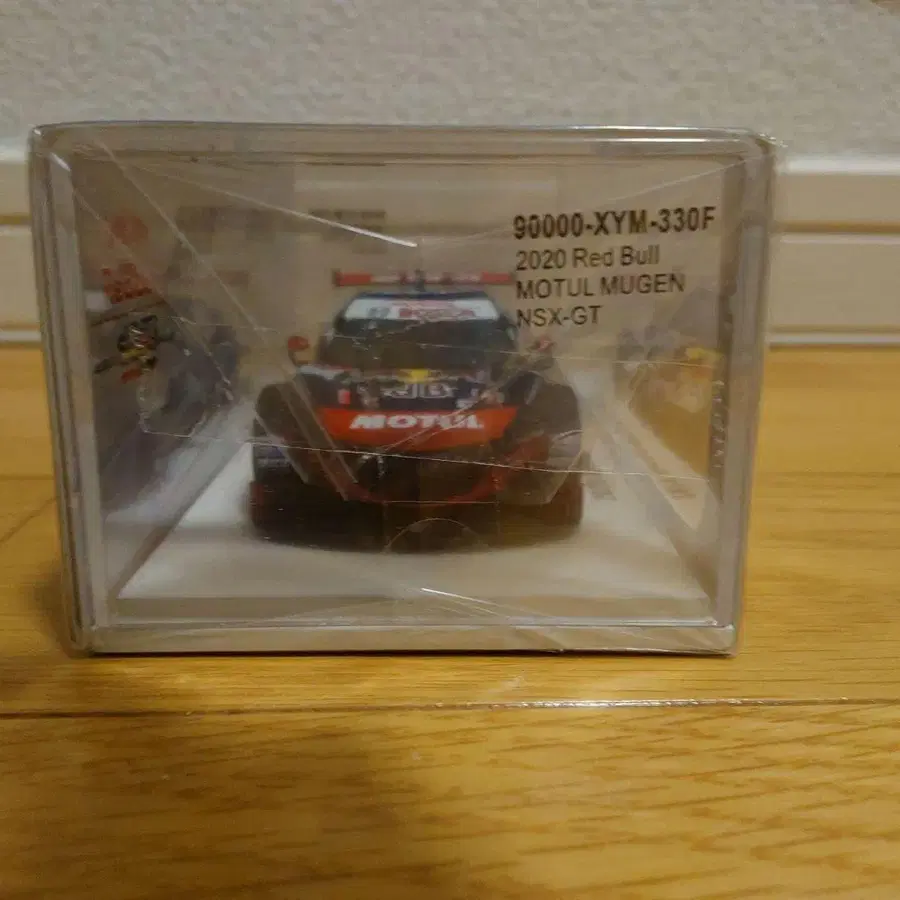 90000-XYM-330F
2020 Red Bull
MOTUL MUGEN
NSX-GT
MOTUL